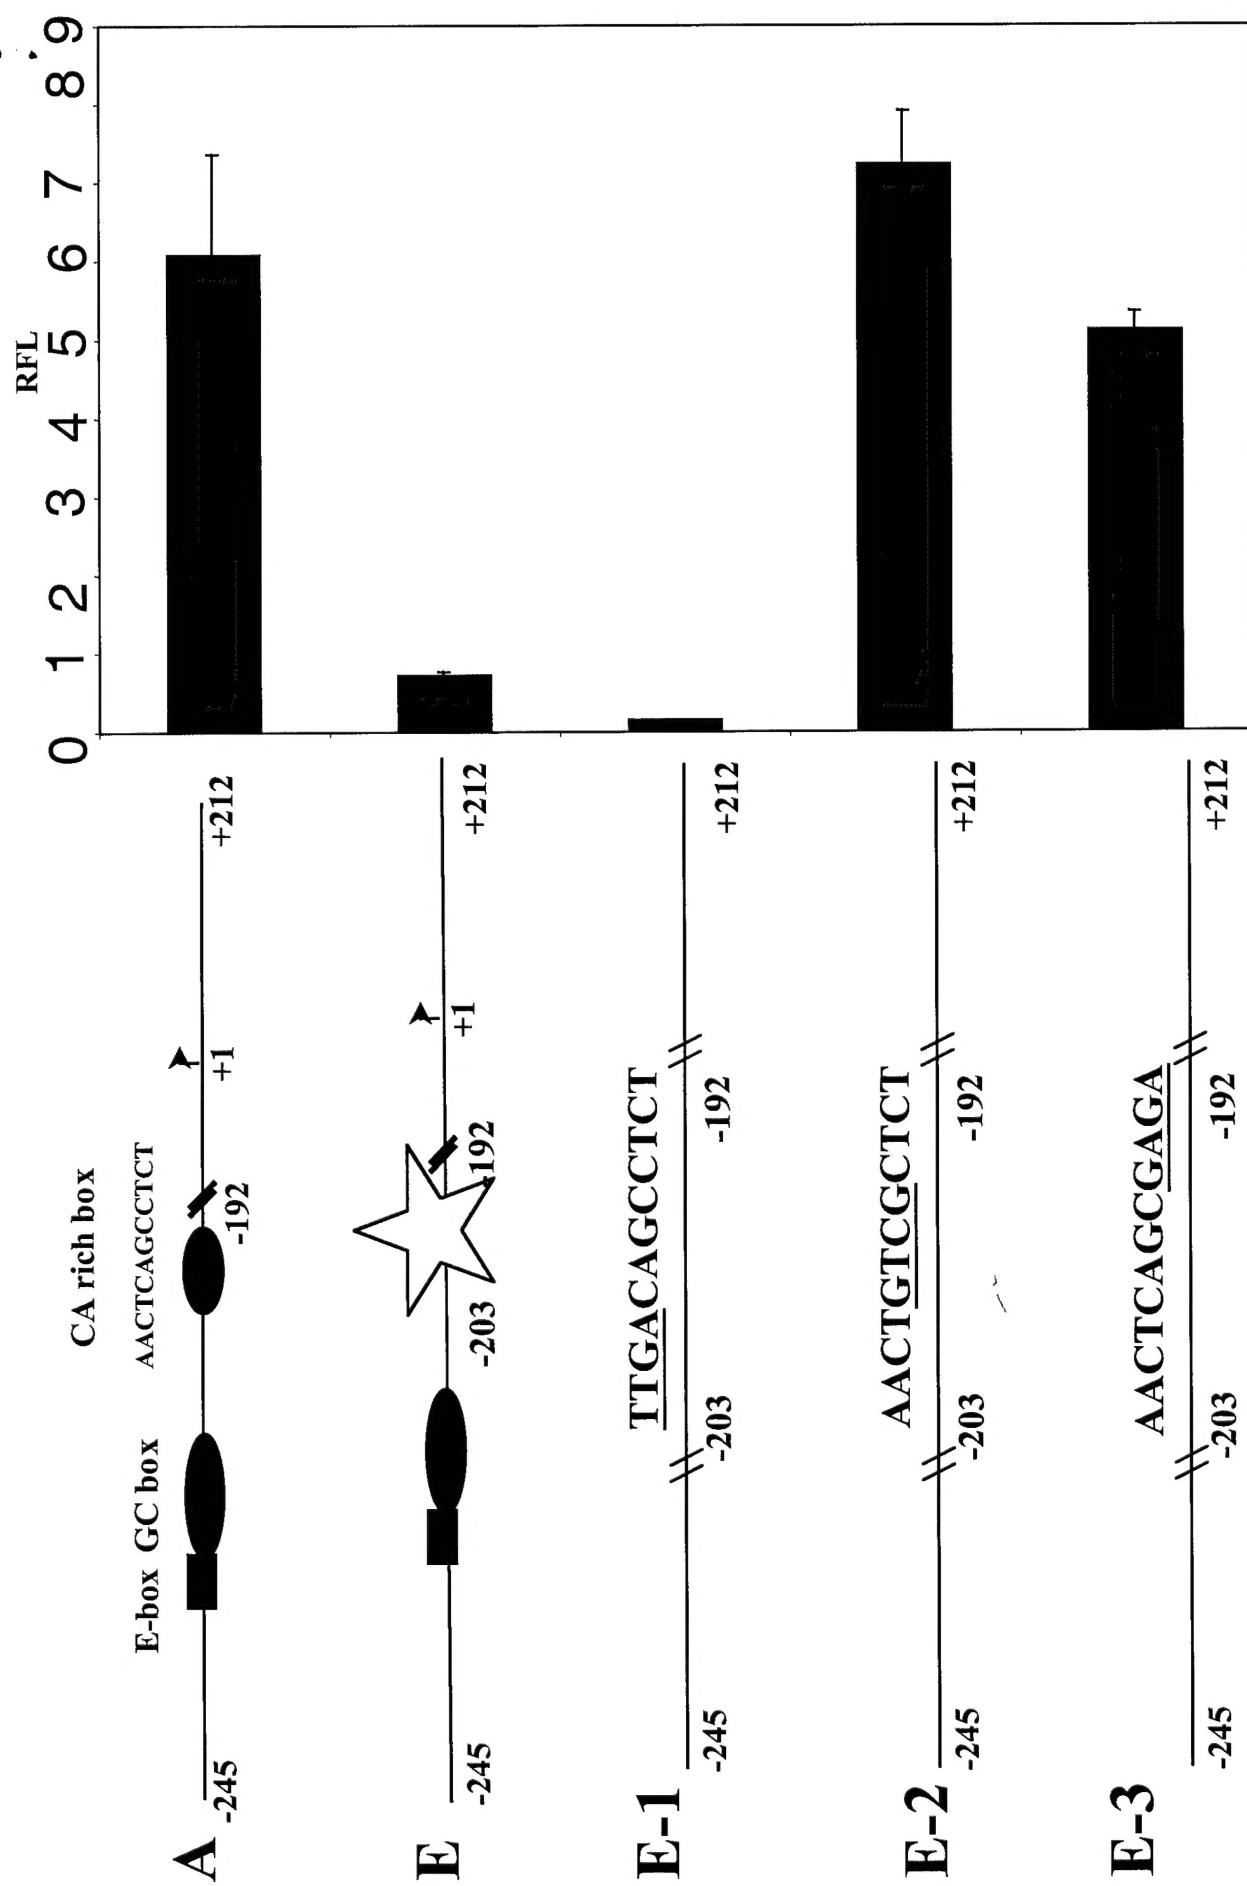 RFL
0 1 2 3 4 5 6 7 8 9
CA rich box
E-box GC box AACTCAGCCTCT
A
-245 -192 +1 +212
E
-245 -203 -192 +1 +212
TTGACAGCCTCT
E-1
-245 -203 -192 +212
AACTGTCGCTCT
E-2
-245 -203 -192 +212
AACTCAGCGAGA
E-3
-245 -203 -192 +212